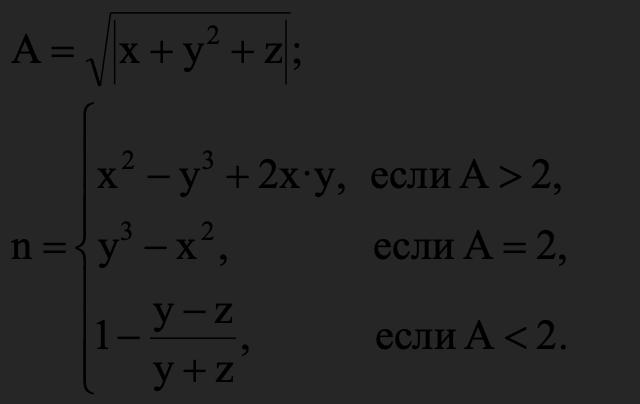 A = √|x + y² + z|;
n = { x² − y³ + 2x·y, если A > 2,
y³ − x², если A = 2,
1 − (y − z)/(y + z), если A < 2.